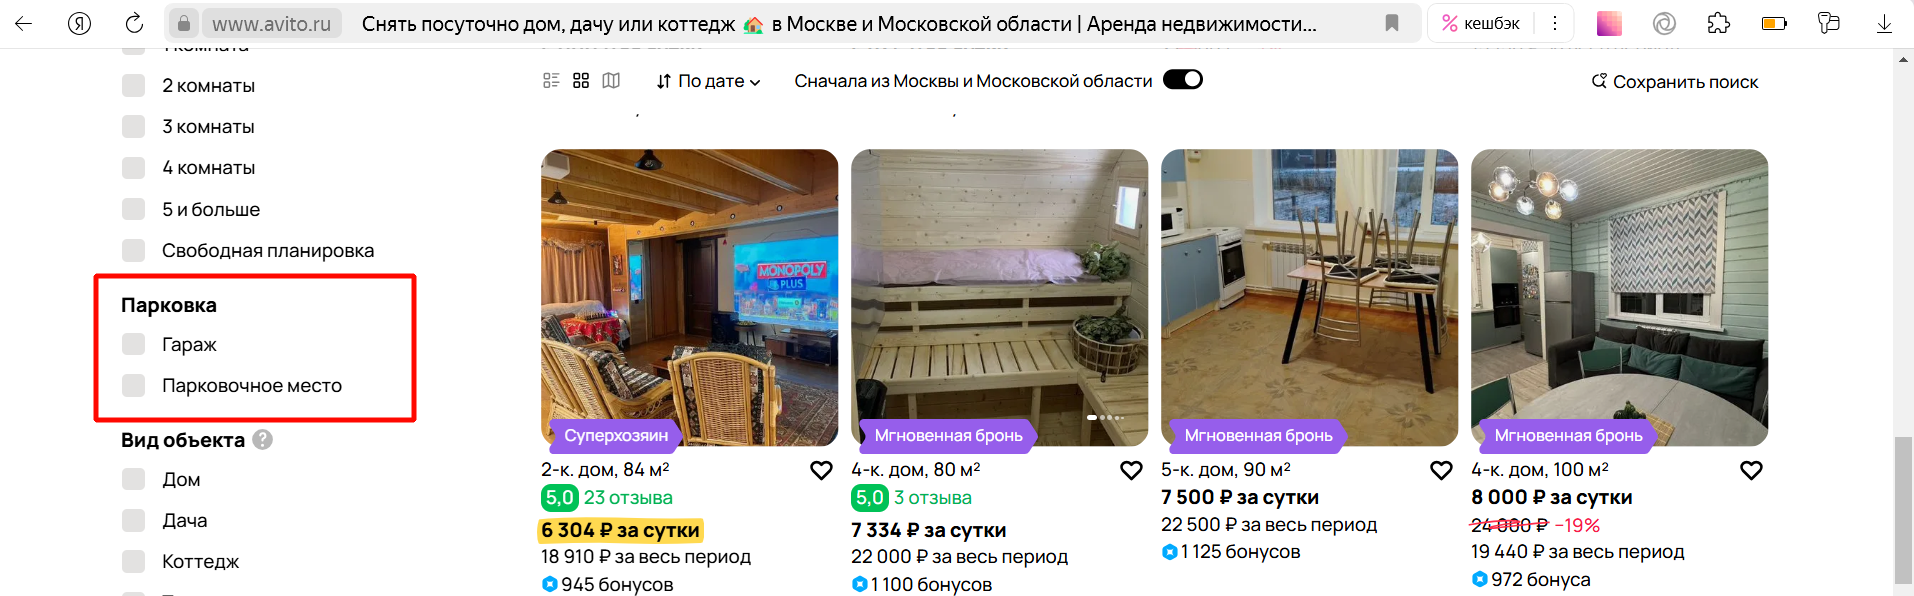 www.avito.ru Снять посуточно дом, дачу или коттедж 🏠 в Москве и Московской области | Аренда недвижимости... кешбэк
1 комната
2 комнаты
3 комнаты
4 комнаты
5 и больше
Свободная планировка
Парковка
Гараж
Парковочное место
Вид объекта ?
Дом
Дача
Коттедж
По дате Сначала из Москвы и Московской области Сохранить поиск
MONOPOLY
PLUS
Суперхозяин
2-к. дом, 84 м²
5,0 23 отзыва
6 304 ₽ за сутки
18 910 ₽ за весь период
945 бонусов
Мгновенная бронь
4-к. дом, 80 м²
5,0 3 отзыва
7 334 ₽ за сутки
22 000 ₽ за весь период
1 100 бонусов
Мгновенная бронь
5-к. дом, 90 м²
7 500 ₽ за сутки
22 500 ₽ за весь период
1 125 бонусов
Мгновенная бронь
4-к. дом, 100 м²
8 000 ₽ за сутки
24 000 ₽ −19%
19 440 ₽ за весь период
972 бонуса